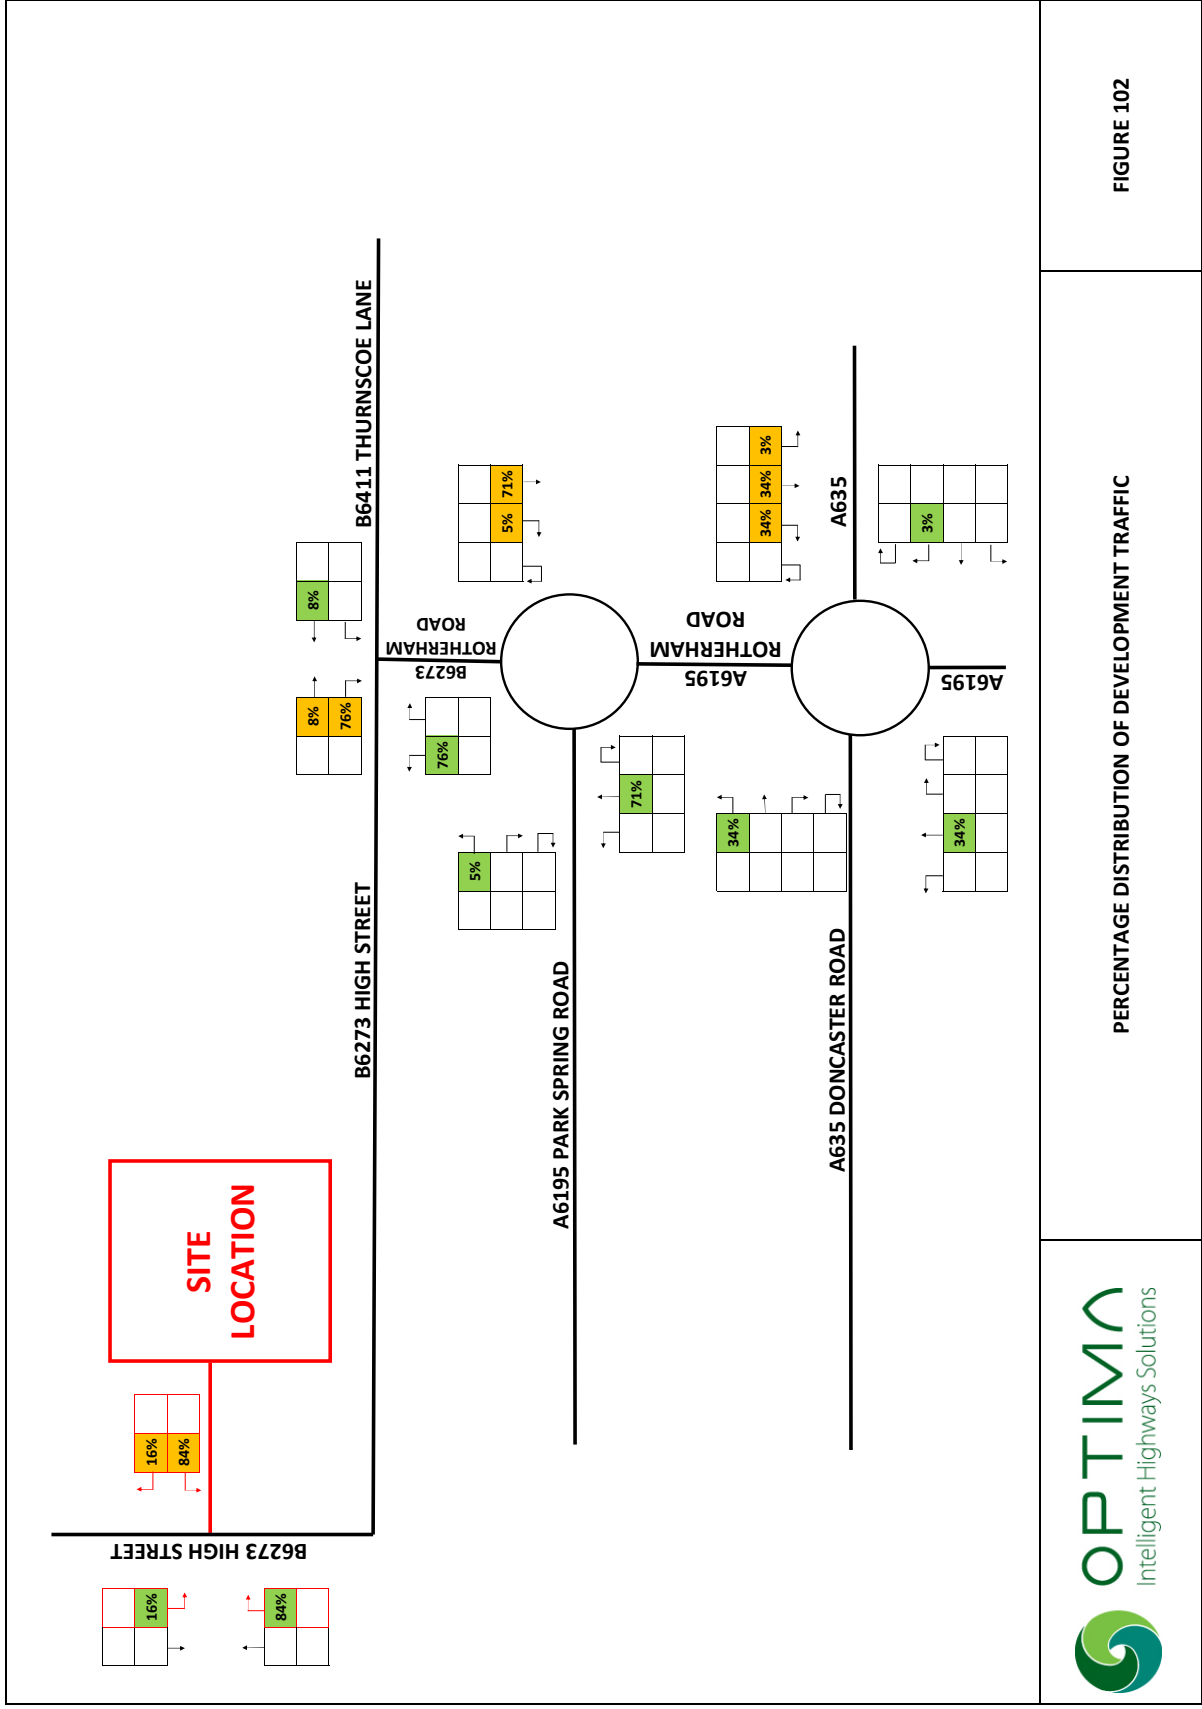 B6273 HIGH STREET
16%
84%
16%
84%
SITE
LOCATION
B6273 HIGH STREET
B6411 THURNSCOE LANE
8%
76%
8%
B6273
ROTHERHAM
ROAD
76%
5%
71%
5%
A6195 PARK SPRING ROAD
71%
A6195
ROTHERHAM
ROAD
34%
34%
3%
34%
A635 DONCASTER ROAD
A635
3%
34%
A6195
OPTIMA
Intelligent Highways Solutions
PERCENTAGE DISTRIBUTION OF DEVELOPMENT TRAFFIC
FIGURE 102